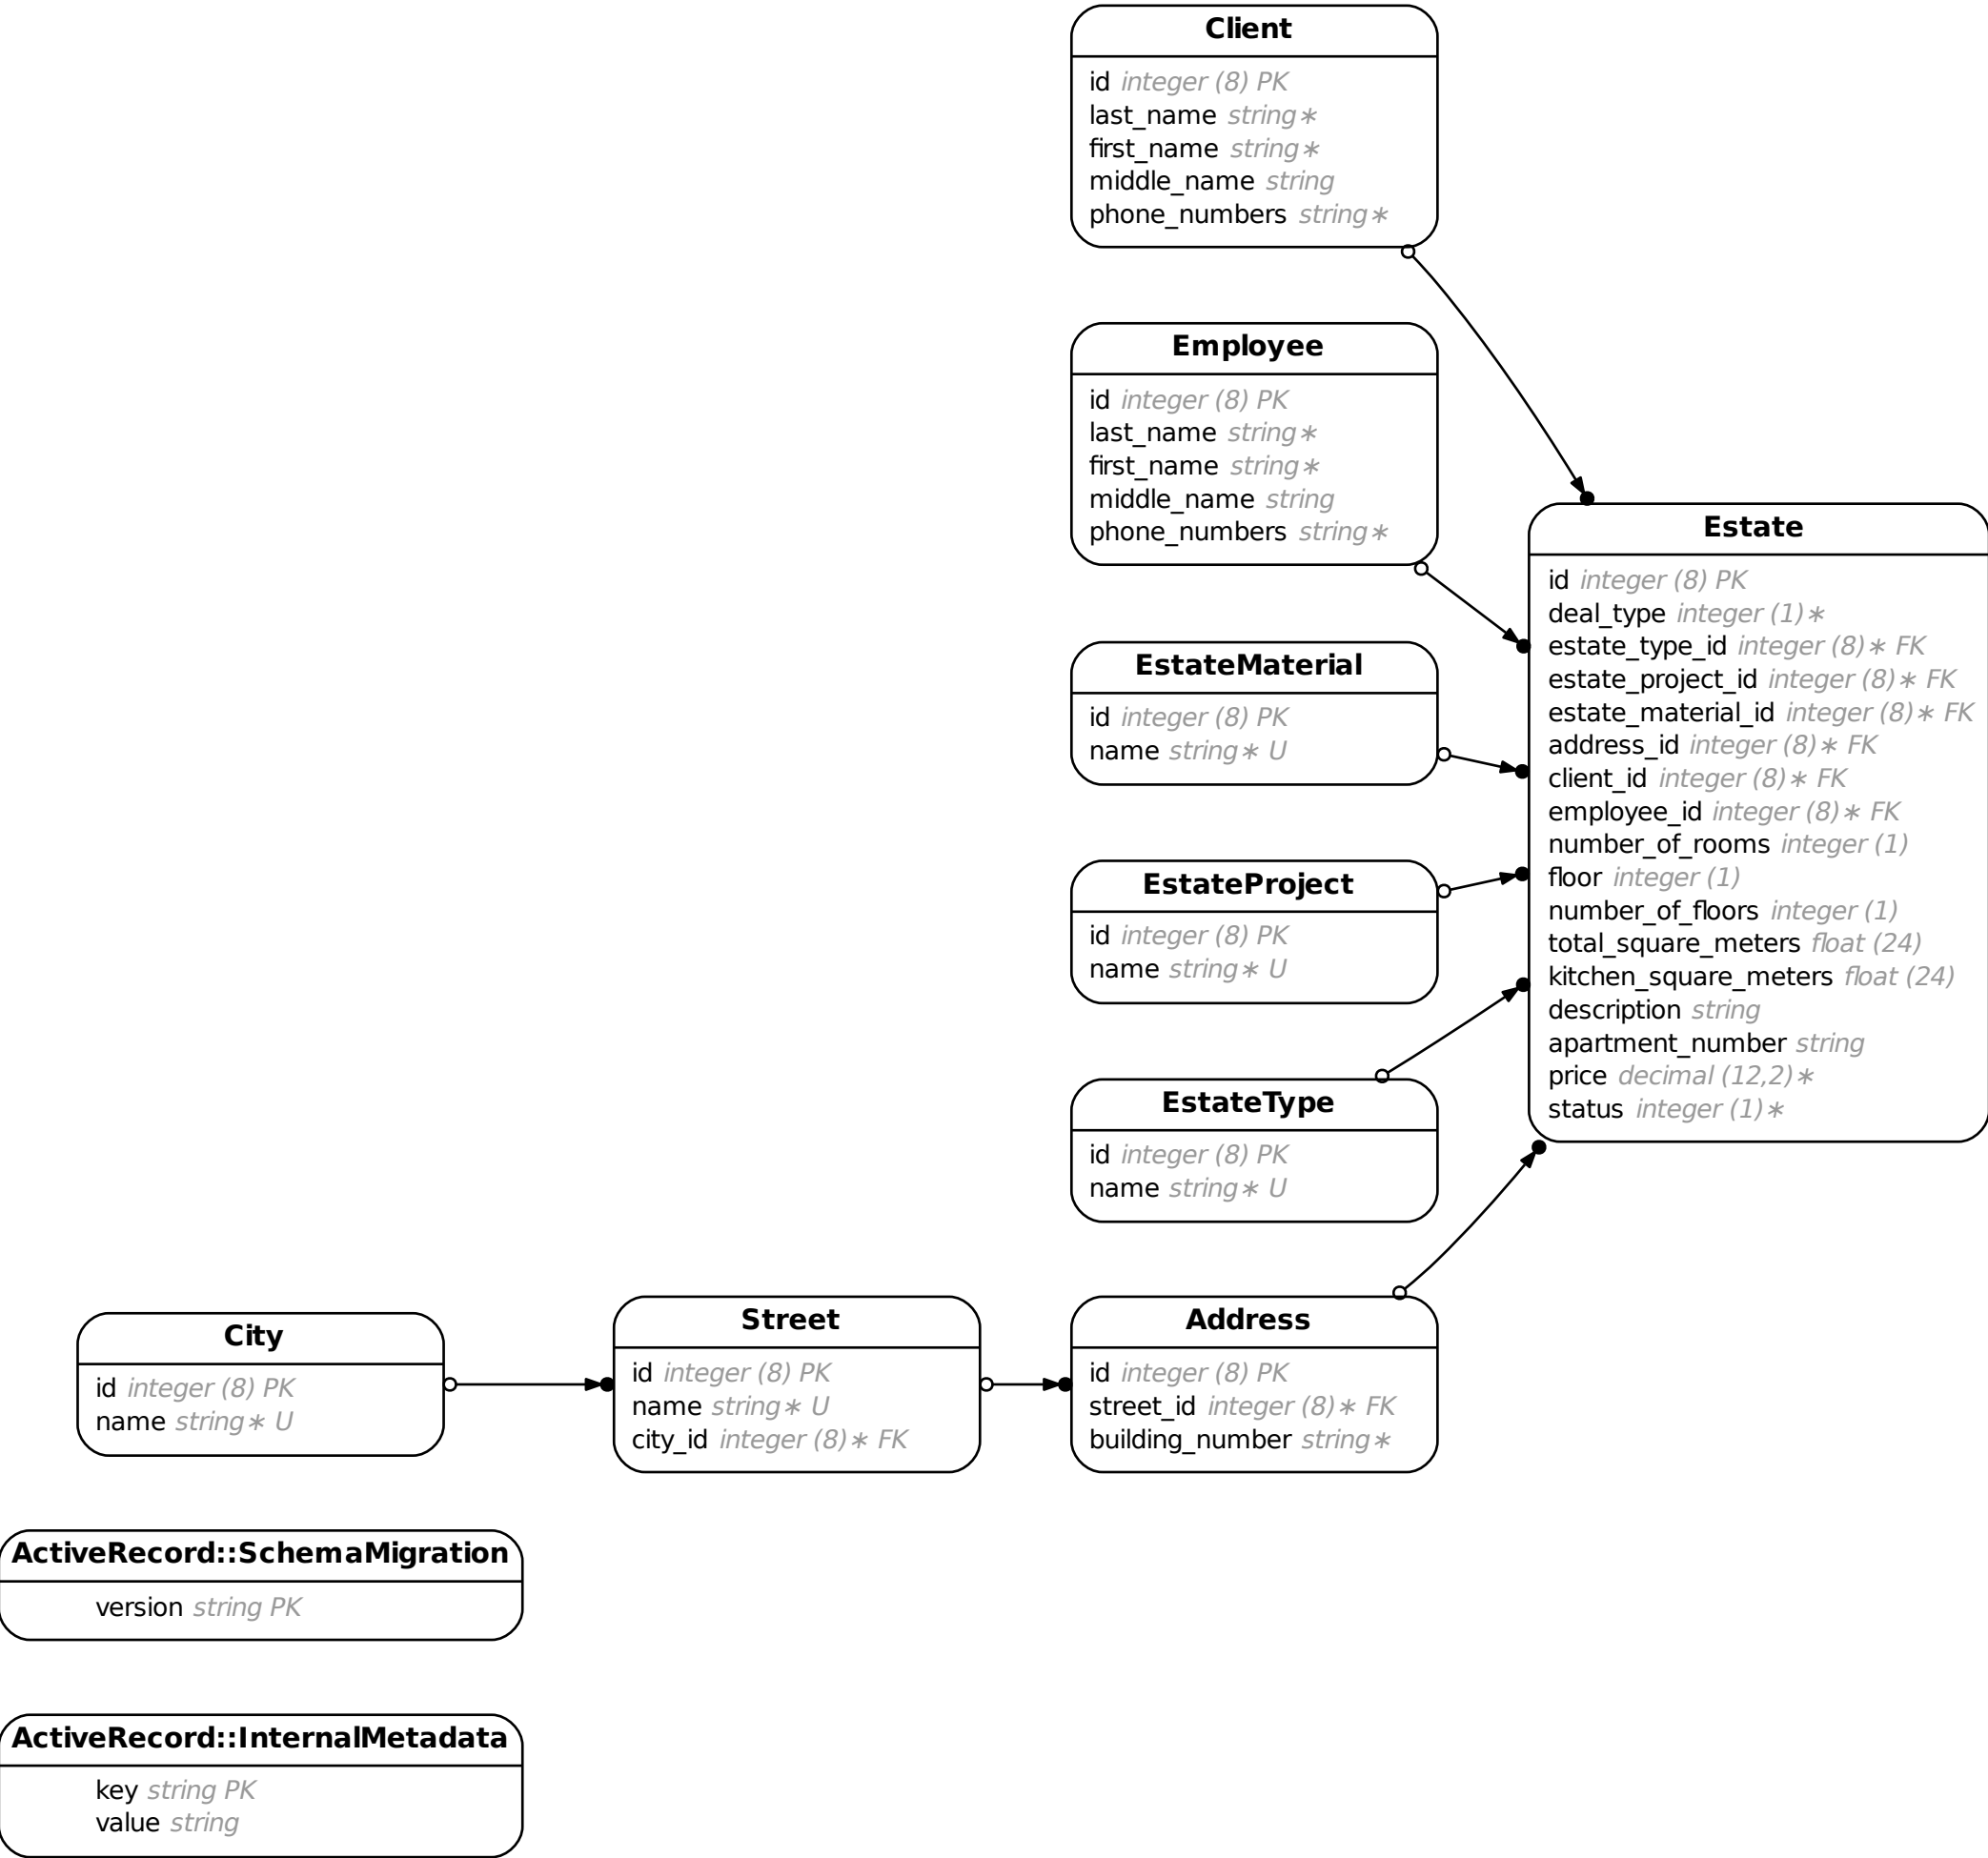 Client
id integer (8) PK
last_name string∗
first_name string∗
middle_name string
phone_numbers string∗
Employee
id integer (8) PK
last_name string∗
first_name string∗
middle_name string
phone_numbers string∗
EstateMaterial
id integer (8) PK
name string∗ U
EstateProject
id integer (8) PK
name string∗ U
EstateType
id integer (8) PK
name string∗ U
Estate
id integer (8) PK
deal_type integer (1)∗
estate_type_id integer (8)∗ FK
estate_project_id integer (8)∗ FK
estate_material_id integer (8)∗ FK
address_id integer (8)∗ FK
client_id integer (8)∗ FK
employee_id integer (8)∗ FK
number_of_rooms integer (1)
floor integer (1)
number_of_floors integer (1)
total_square_meters float (24)
kitchen_square_meters float (24)
description string
apartment_number string
price decimal (12,2)∗
status integer (1)∗
City
id integer (8) PK
name string∗ U
Street
id integer (8) PK
name string∗ U
city_id integer (8)∗ FK
Address
id integer (8) PK
street_id integer (8)∗ FK
building_number string∗
ActiveRecord::SchemaMigration
version string PK
ActiveRecord::InternalMetadata
key string PK
value string